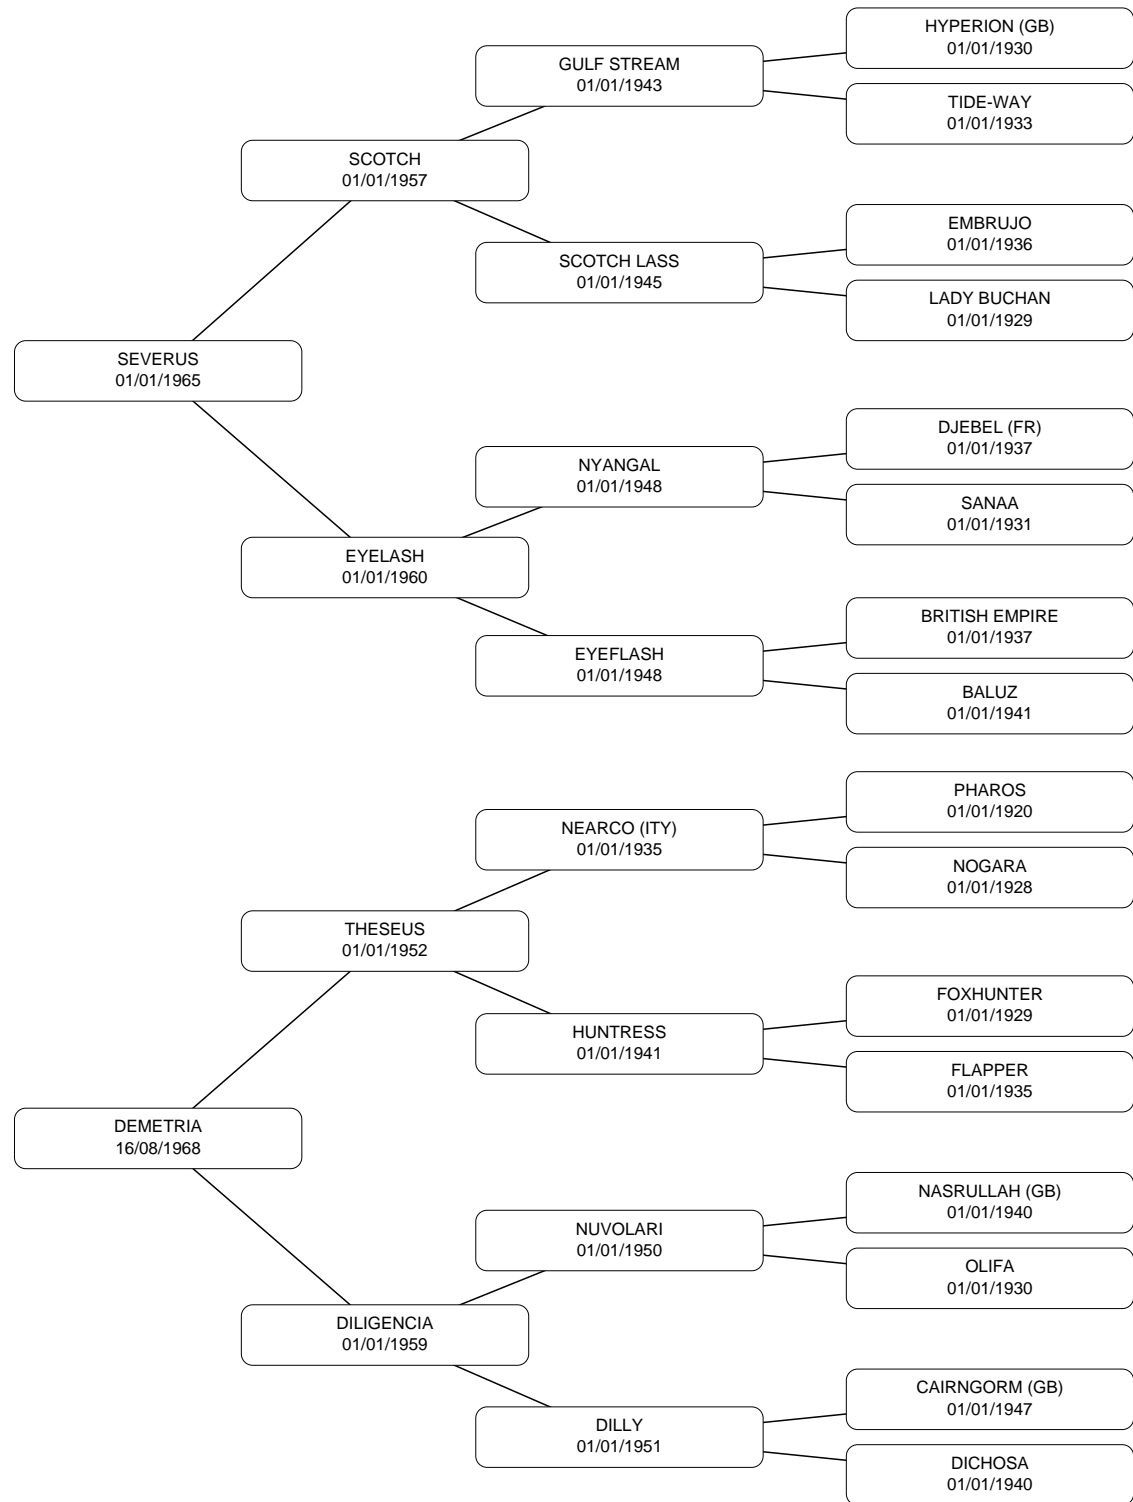 HYPERION (GB)
01/01/1930
GULF STREAM
01/01/1943
TIDE-WAY
01/01/1933
SCOTCH
01/01/1957
EMBRUJO
01/01/1936
SCOTCH LASS
01/01/1945
LADY BUCHAN
01/01/1929
SEVERUS
01/01/1965
DJEBEL (FR)
01/01/1937
NYANGAL
01/01/1948
SANAA
01/01/1931
EYELASH
01/01/1960
BRITISH EMPIRE
01/01/1937
EYEFLASH
01/01/1948
BALUZ
01/01/1941
PHAROS
01/01/1920
NEARCO (ITY)
01/01/1935
NOGARA
01/01/1928
THESEUS
01/01/1952
FOXHUNTER
01/01/1929
HUNTRESS
01/01/1941
FLAPPER
01/01/1935
DEMETRIA
16/08/1968
NASRULLAH (GB)
01/01/1940
NUVOLARI
01/01/1950
OLIFA
01/01/1930
DILIGENCIA
01/01/1959
CAIRNGORM (GB)
01/01/1947
DILLY
01/01/1951
DICHOSA
01/01/1940